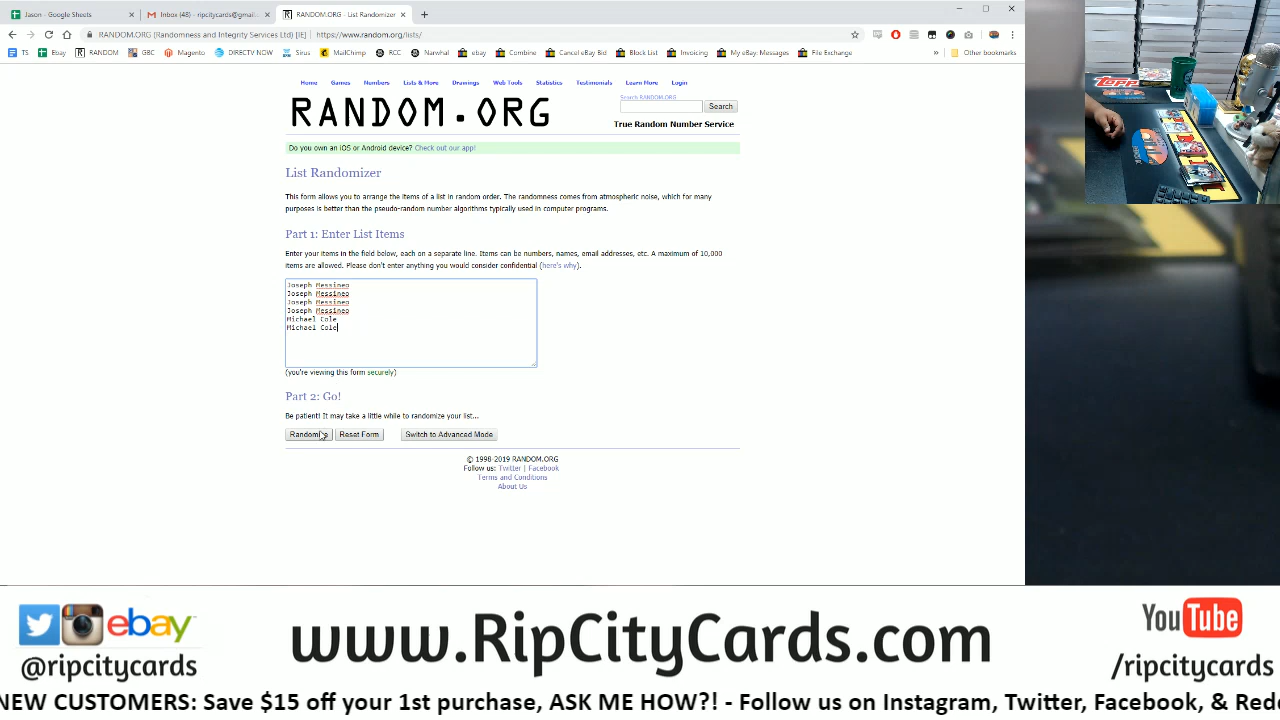 Jason - Google Sheets
Inbox (48) - ripcitycards@gmail
RANDOM.ORG - List Randomizer
RANDOM.ORG (Randomness and Integrity Services Ltd) [IE] | https://www.random.org/lists/
TS Ebay RANDOM GBC Magento DIRECTV NOW Sirus MailChimp RCC Narwhal ebay Combine Cancel eBay Bid Block List Invoicing My eBay: Messages File Exchange » Other bookmarks
Home Games Numbers Lists & More Drawings Web Tools Statistics Testimonials Learn More Login
RANDOM.ORG
Search RANDOM.ORG
Search
True Random Number Service
Do you own an iOS or Android device? Check out our app!
List Randomizer
This form allows you to arrange the items of a list in random order. The randomness comes from atmospheric noise, which for many
purposes is better than the pseudo-random number algorithms typically used in computer programs.
Part 1: Enter List Items
Enter your items in the field below, each on a separate line. Items can be numbers, names, email addresses, etc. A maximum of 10,000
items are allowed. Please don't enter anything you would consider confidential (here's why).
Joseph Messineo
Joseph Messineo
Joseph Messineo
Joseph Messineo
Michael Cole
Michael Cole
(you're viewing this form securely)
Part 2: Go!
Be patient! It may take a little while to randomize your list...
Randomize Reset Form Switch to Advanced Mode
© 1998-2019 RANDOM.ORG
Follow us: Twitter | Facebook
Terms and Conditions
About Us
ebay
@ripcitycards
www.RipCityCards.com
YouTube
/ripcitycards
NEW CUSTOMERS: Save $15 off your 1st purchase, ASK ME HOW?! - Follow us on Instagram, Twitter, Facebook, & Redd